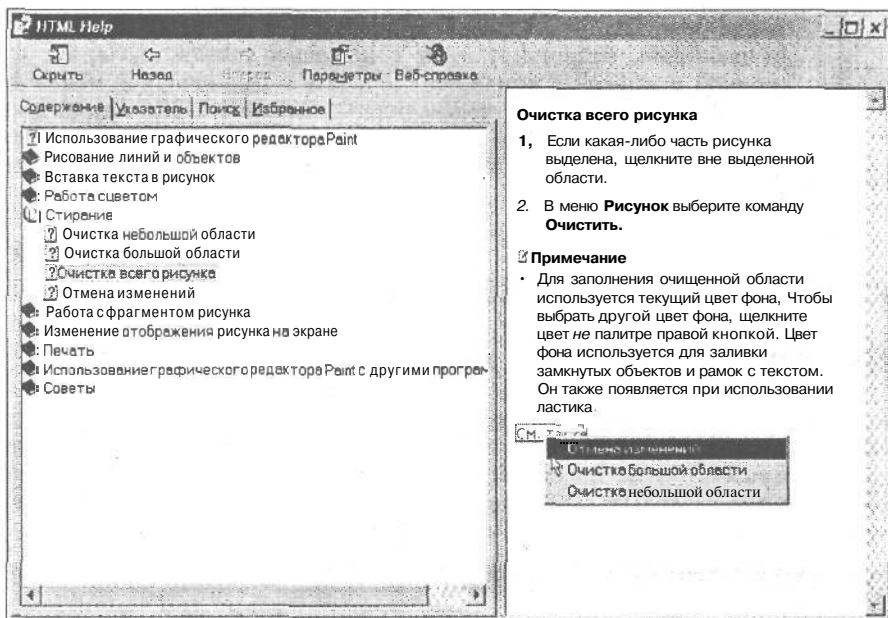 HTML Help
Скрыть Назад Вперед Параметры Веб-справка
Содержание Указатель Поиск Избранное
Использование графического редактора Paint
Рисование линий и объектов
Вставка текста в рисунок
Работа с цветом
Стирание
Очистка небольшой области
Очистка большой области
Очистка всего рисунка
Отмена изменений
Работа с фрагментом рисунка
Изменение отображения рисунка на экране
Печать
Использование графического редактора Paint с другими програм
Советы
Очистка всего рисунка
1, Если какая-либо часть рисунка
выделена, щелкните вне выделенной
области.
2. В меню Рисунок выберите команду
Очистить.
Примечание
· Для заполнения очищенной области
используется текущий цвет фона, Чтобы
выбрать другой цвет фона, щелкните
цвет не палитре правой кнопкой. Цвет
фона используется для заливки
замкнутых объектов и рамок с текстом.
Он также появляется при использовании
ластика
См. также
Отмена изменений
Очистка большой области
Очистка небольшой области